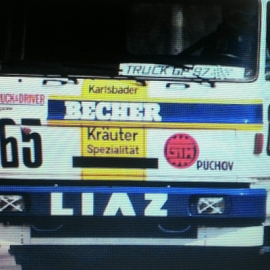 TRUCK GP 97
Karlsbader
TRUCK & DRIVER
BECHER
65
Kräuter
Spezialität
PÚCHOV
LIAZ